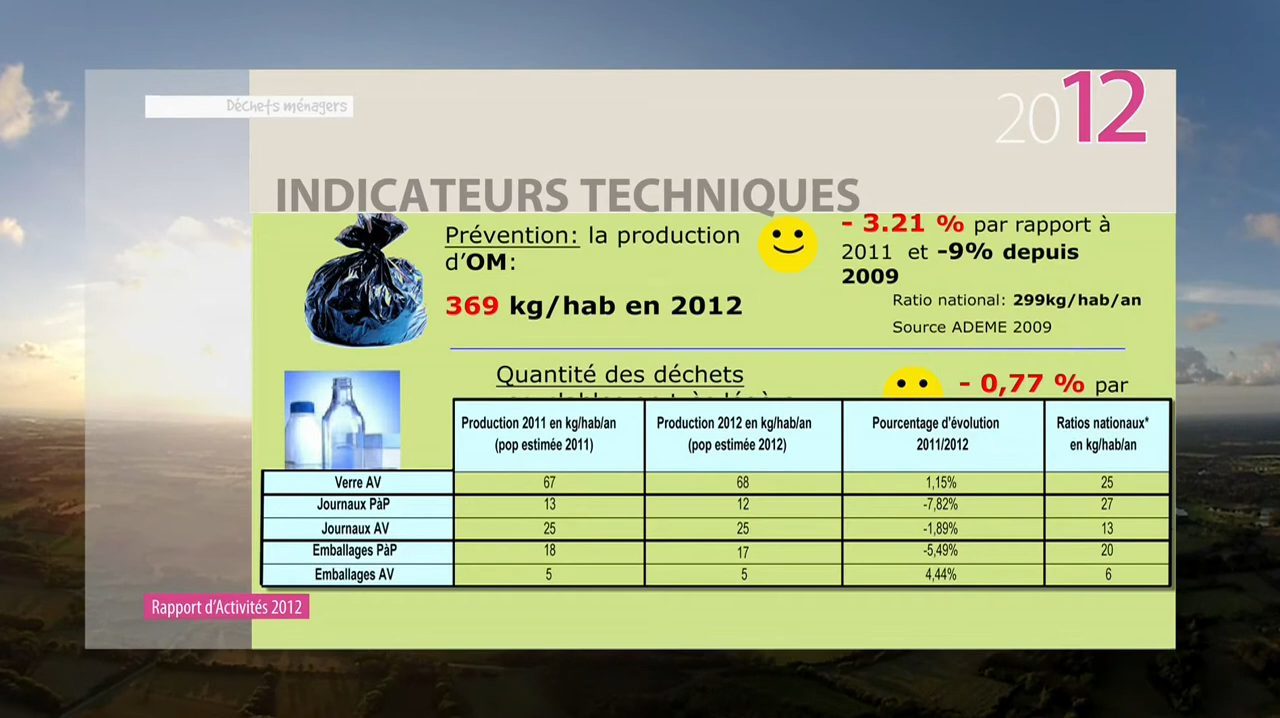 Déchets ménagers
2012
INDICATEURS TECHNIQUES
Prévention: la production
d'OM:
369 kg/hab en 2012
- 3.21 % par rapport à
2011 et -9% depuis
2009
Ratio national: 299kg/hab/an
Source ADEME 2009
Quantité des déchets
- 0,77 % par
Production 2011 en kg/hab/an
(pop estimée 2011)
Production 2012 en kg/hab/an
(pop estimée 2012)
Pourcentage d'évolution
2011/2012
Ratios nationaux*
en kg/hab/an
Verre AV 67 68 1,15% 25
Journaux PàP 13 12 -7,82% 27
Journaux AV 25 25 -1,89% 13
Emballages PàP 18 17 -5,49% 20
Emballages AV 5 5 4,44% 6
Rapport d'Activités 2012